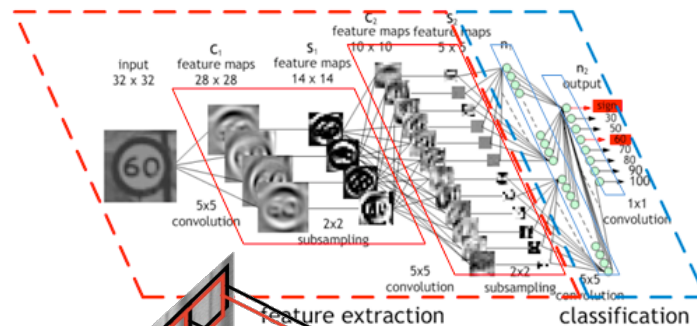 input
32 x 32
C1
feature maps
28 x 28
S1
feature maps
14 x 14
C2
feature maps
10 x 10
S2
feature maps
5 x 5
n1
n2
output
60
sign
30
50
60
70
80
90
100
5x5
convolution
2x2
subsampling
5x5
convolution
2x2
subsampling
5x5
convolution
1x1
convolution
feature extraction
classification